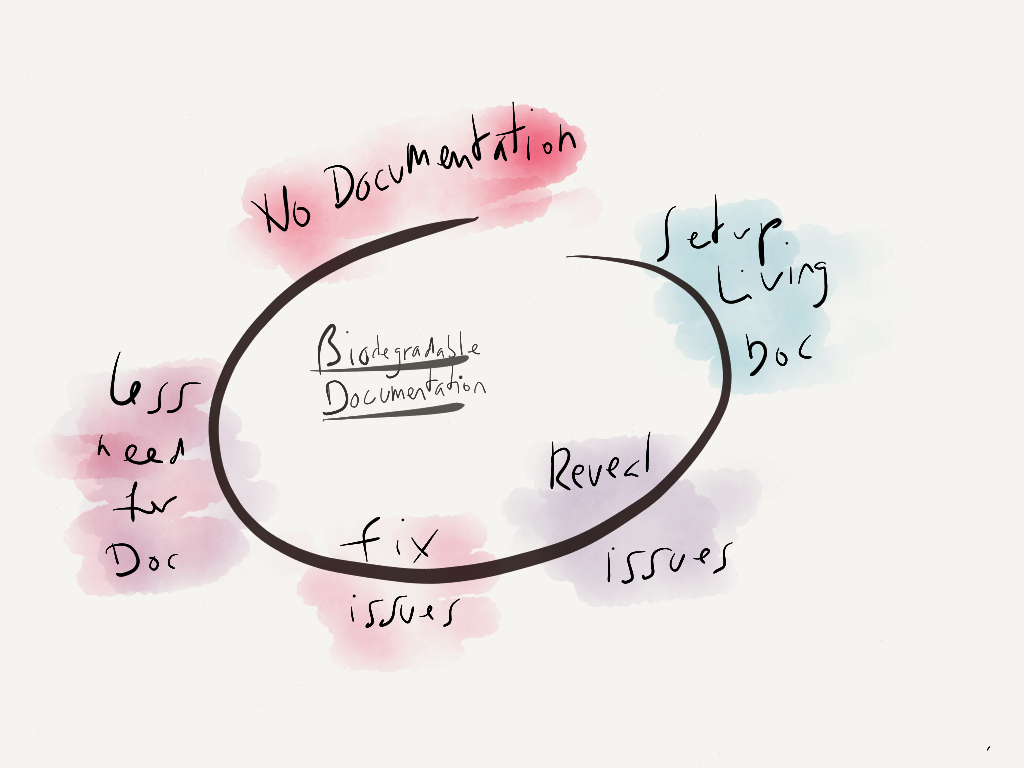 No Documentation
Setup
Living
Doc
Biodegradable
Documentation
Reveal
issues
fix
issues
Less
need
for
Doc